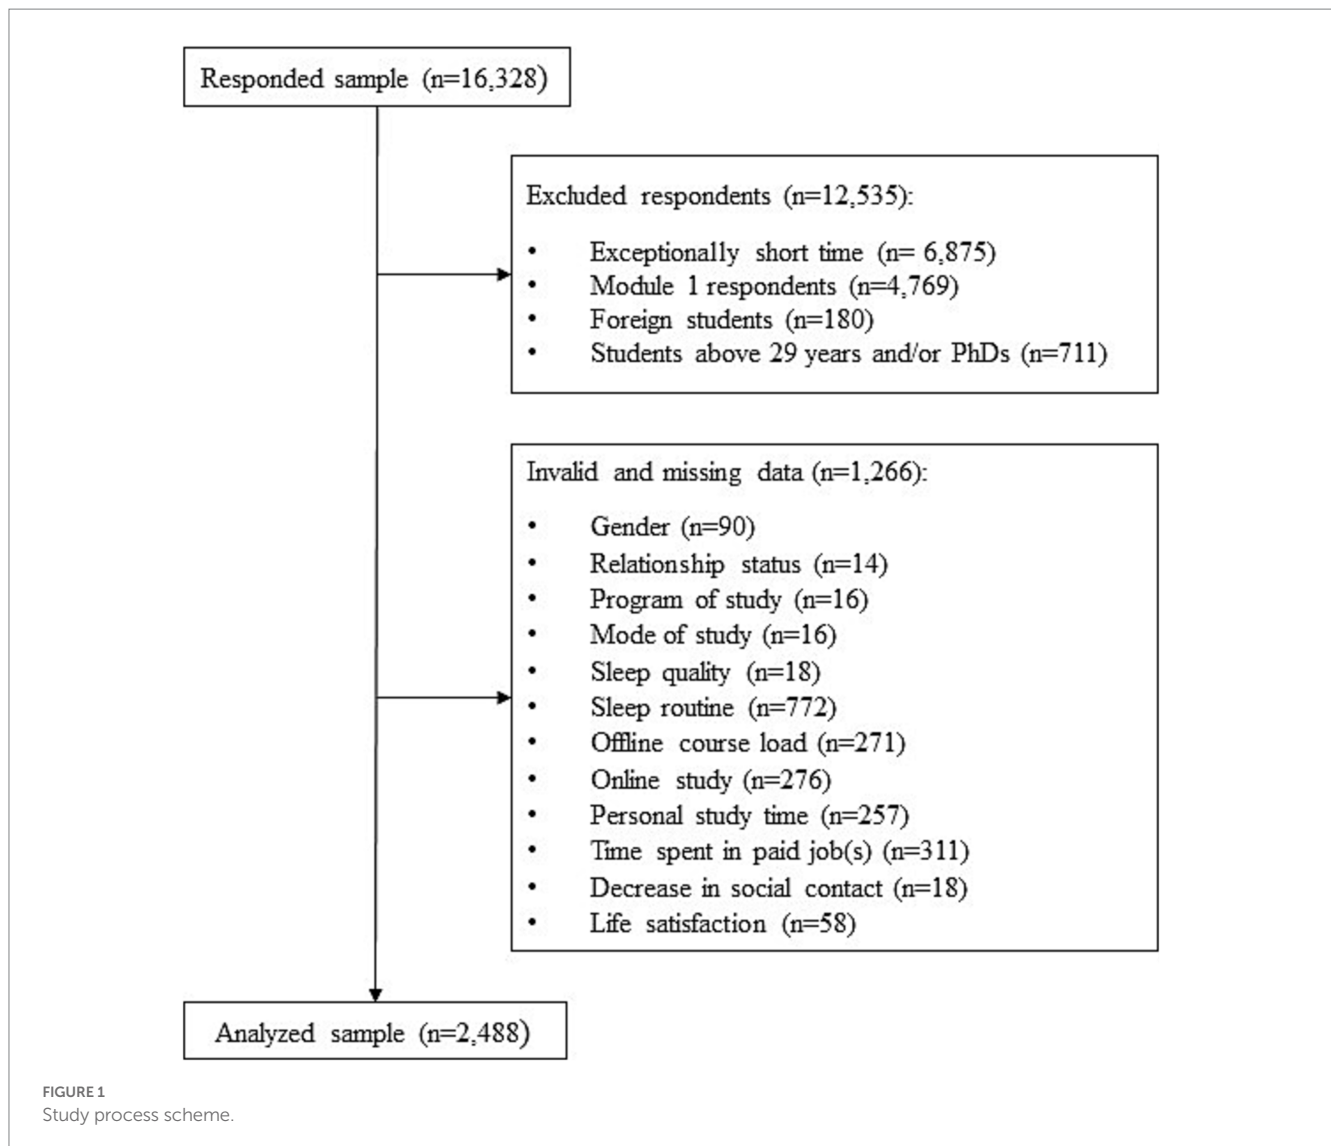 Responded sample (n=16,328)
Excluded respondents (n=12,535):
• Exceptionally short time (n= 6,875)
• Module 1 respondents (n=4,769)
• Foreign students (n=180)
• Students above 29 years and/or PhDs (n=711)
Invalid and missing data (n=1,266):
• Gender (n=90)
• Relationship status (n=14)
• Program of study (n=16)
• Mode of study (n=16)
• Sleep quality (n=18)
• Sleep routine (n=772)
• Offline course load (n=271)
• Online study (n=276)
• Personal study time (n=257)
• Time spent in paid job(s) (n=311)
• Decrease in social contact (n=18)
• Life satisfaction (n=58)
Analyzed sample (n=2,488)
FIGURE 1
Study process scheme.